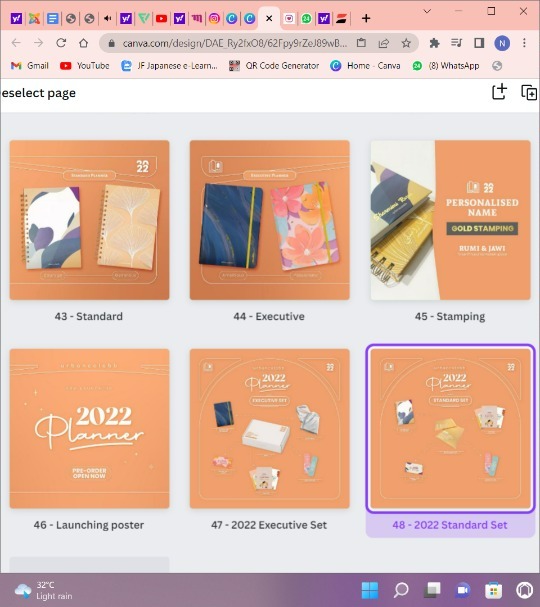 canva.com/design/DAE_Ry2fxO8/62Fpy9rZeJ89wB...
N
Gmail
YouTube
JF Japanese e-Learn...
QR Code Generator
Home - Canva
(8) WhatsApp
eselect page
2022
PERSONALISED
NAME
GOLD STAMPING
RUMI & JAWI
43 - Standard
44 - Executive
45 - Stamping
2022
Planner
PRE-ORDER
OPEN NOW
2022
Planner
EXECUTIVE SET
2022
Planner
STANDARD SET
46 - Launching poster
47 - 2022 Executive Set
48 - 2022 Standard Set
32°C
Light rain